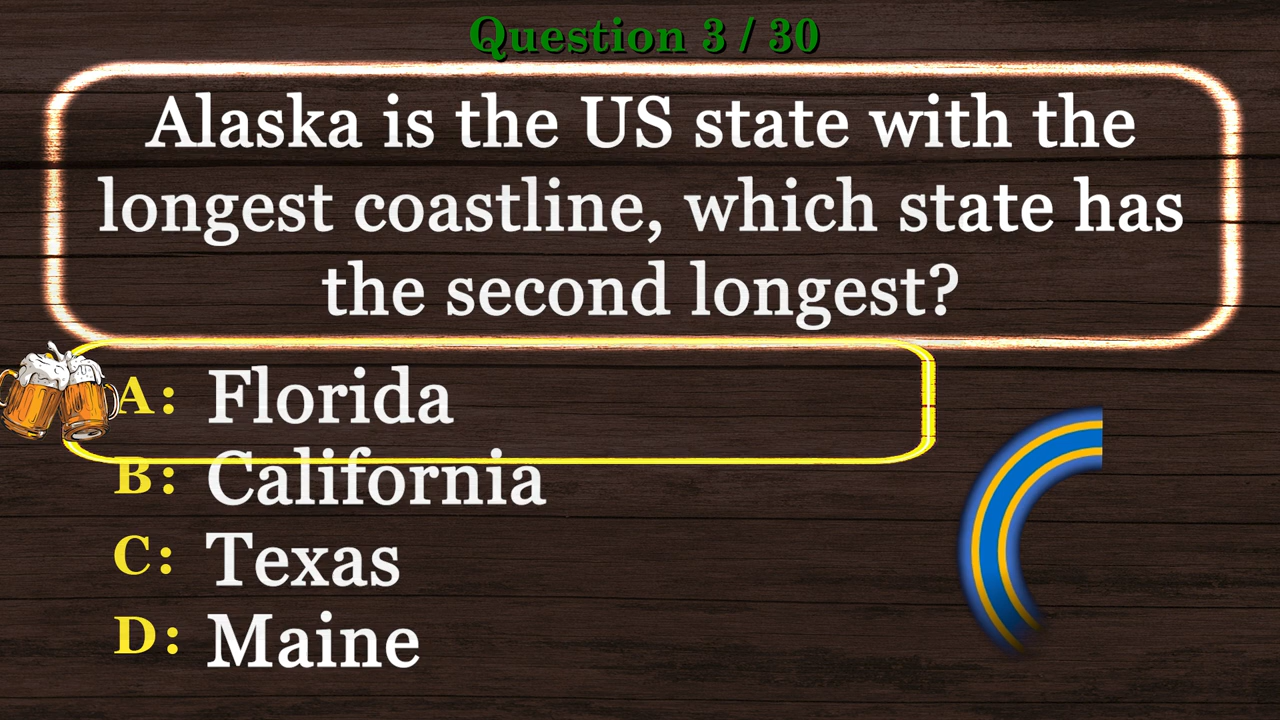 Question 3 / 30
Alaska is the US state with the
longest coastline, which state has
the second longest?
A: Florida
B: California
C: Texas
D: Maine